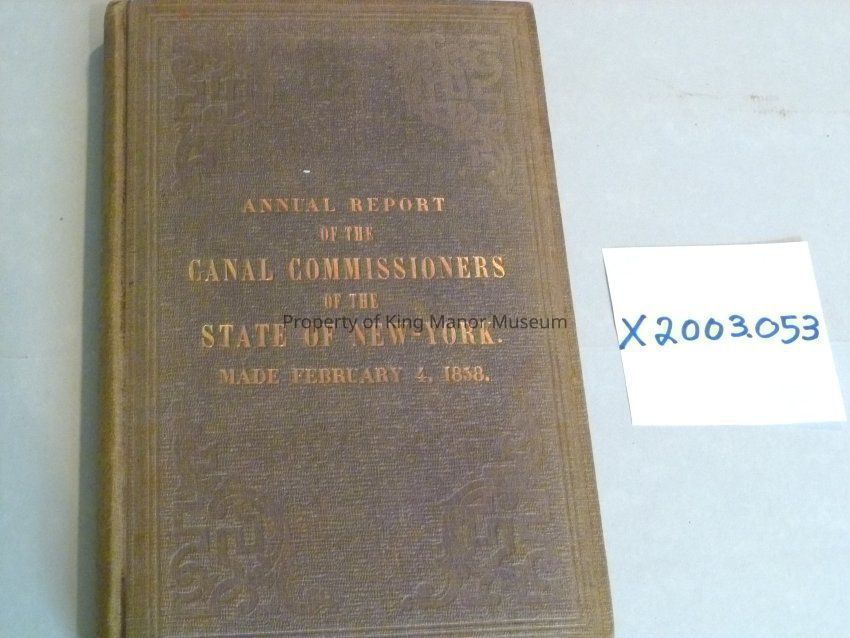 ANNUAL REPORT
OF THE
CANAL COMMISSIONERS
OF THE
STATE OF NEW-YORK.
MADE FEBRUARY 4, 1858.
Property of King Manor Museum
X2003.053